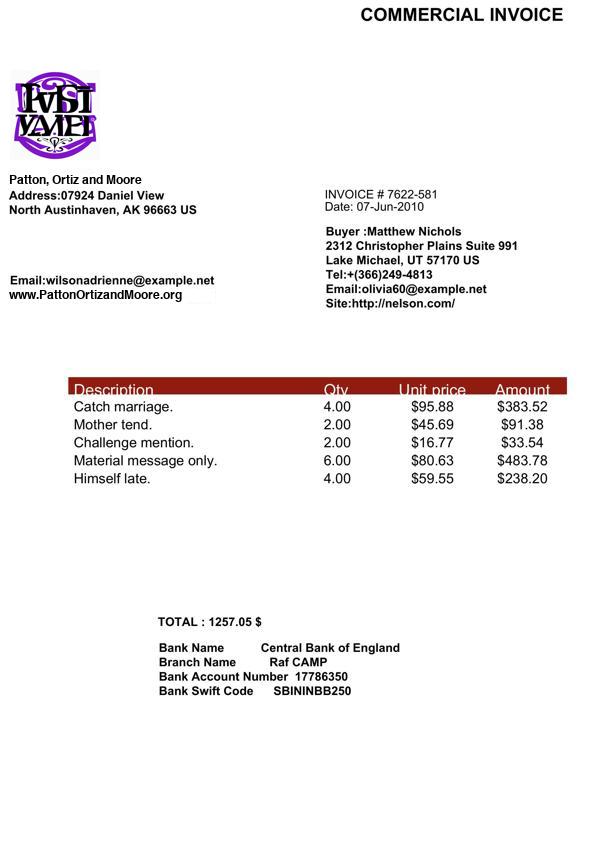 COMMERCIAL INVOICE
Patton, Ortiz and Moore
Address:07924 Daniel View
North Austinhaven, AK 96663 US
INVOICE # 7622-581
Date: 07-Jun-2010
Buyer :Matthew Nichols
2312 Christopher Plains Suite 991
Lake Michael, UT 57170 US
Tel:+(366)249-4813
Email:olivia60@example.net
Site:http://nelson.com/
Email:wilsonadrienne@example.net
www.PattonOrtizandMoore.org
Description Qty Unit price Amount
Catch marriage. 4.00 $95.88 $383.52
Mother tend. 2.00 $45.69 $91.38
Challenge mention. 2.00 $16.77 $33.54
Material message only. 6.00 $80.63 $483.78
Himself late. 4.00 $59.55 $238.20
TOTAL : 1257.05 $
Bank Name Central Bank of England
Branch Name Raf CAMP
Bank Account Number 17786350
Bank Swift Code SBININBB250